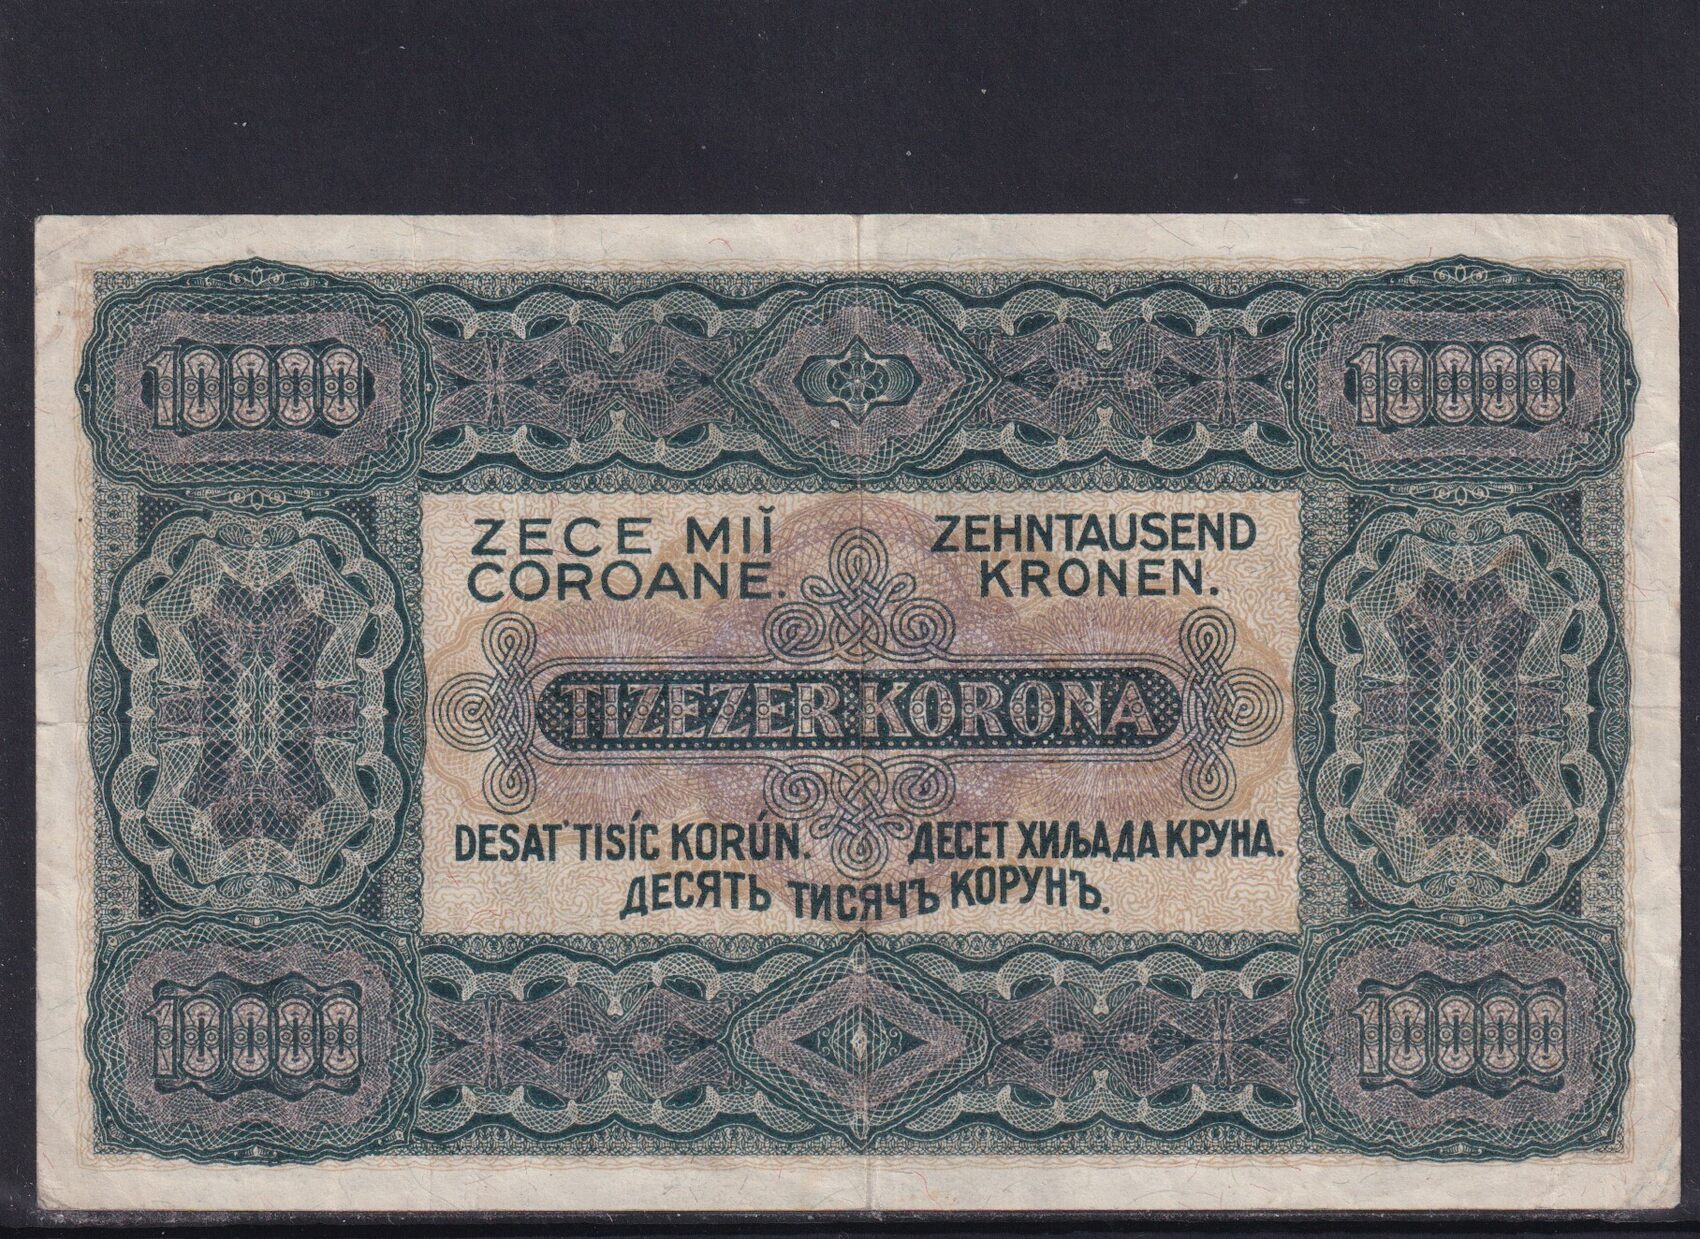 10000
10000
ZECE MIĬ
COROANE.
ZEHNTAUSEND
KRONEN.
TIZEZER KORONA
DESAT' TISÍC KORÚN.
ДЕСЕТ ХИЉАДА КРУНА.
ДЕСЯТЬ ТИСЯЧЪ КОРУНЪ.
10000
10000